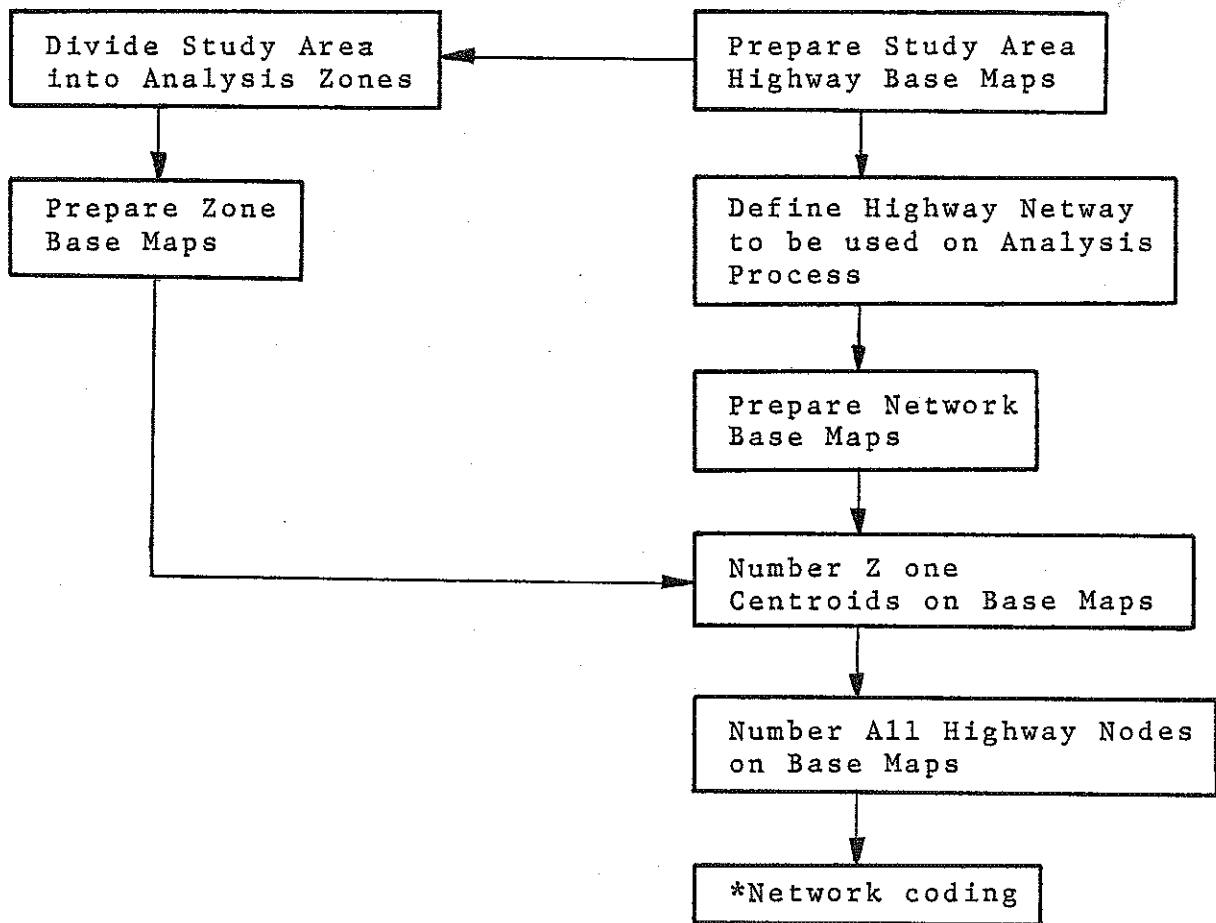 Divide Study Area
into Analysis Zones
Prepare Study Area
Highway Base Maps
Prepare Zone
Base Maps
Define Highway Netway
to be used on Analysis
Process
Prepare Network
Base Maps
Number Z one
Centroids on Base Maps
Number All Highway Nodes
on Base Maps
*Network coding